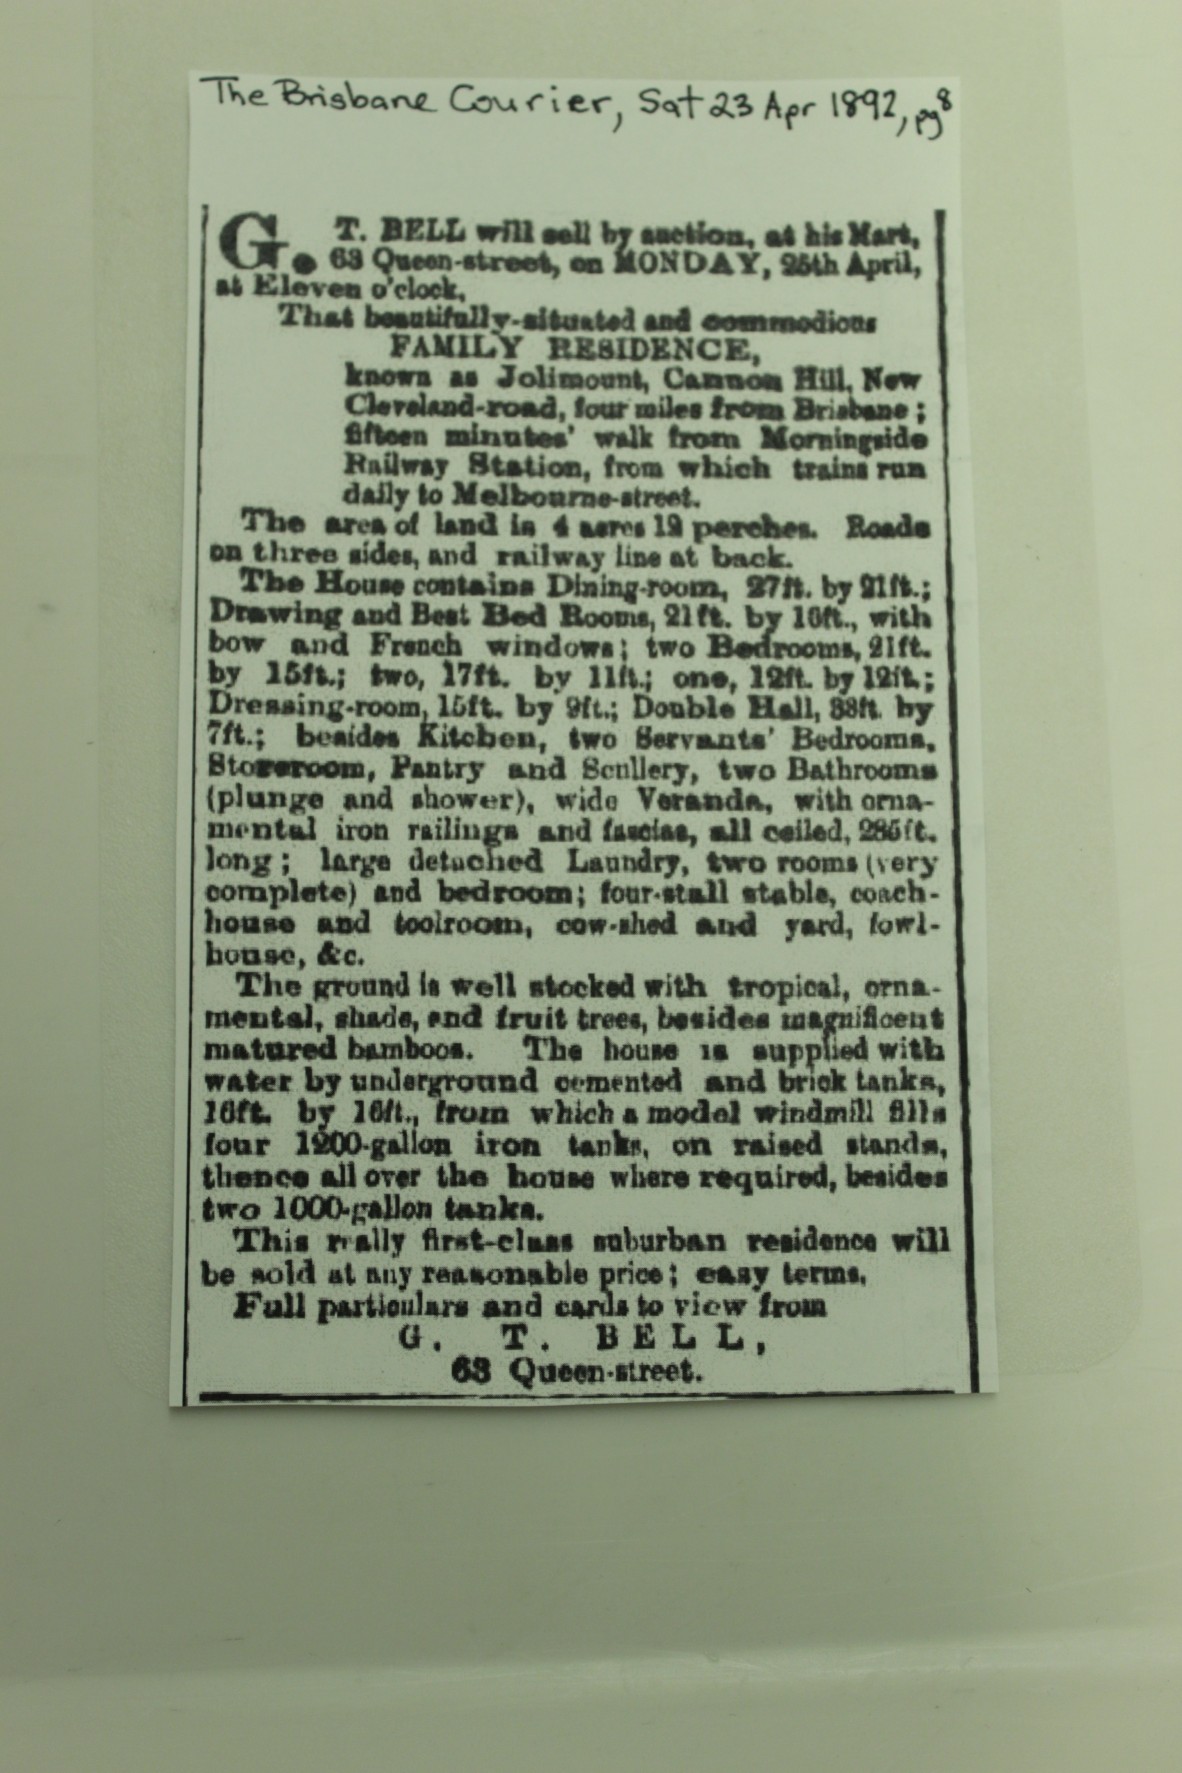 The Brisbane Courier, Sat 23 Apr 1892, pg 8
G. T. BELL will sell by auction, at his Mart,
63 Queen-street, on MONDAY, 25th April,
at Eleven o'clock,
That beautifully-situated and commodious
FAMILY RESIDENCE,
known as Jolimount, Cannon Hill, New
Cleveland-road, four miles from Brisbane;
fifteen minutes' walk from Morningside
Railway Station, from which trains run
daily to Melbourne-street.
The area of land is 4 acres 12 perches. Roads
on three sides, and railway line at back.
The House contains Dining-room, 27ft. by 21ft.;
Drawing and Best Bed Rooms, 21ft. by 16ft., with
bow and French windows; two Bedrooms, 21ft.
by 15ft.; two, 17ft. by 11ft.; one, 12ft. by 12ft.;
Dressing-room, 15ft. by 9ft.; Double Hall, 38ft. by
7ft.; besides Kitchen, two Servants' Bedrooms,
Storeroom, Pantry and Scullery, two Bathrooms
(plunge and shower), wide Veranda, with orna-
mental iron railings and fascias, all ceiled, 285ft.
long; large detached Laundry, two rooms (very
complete) and bedroom; four-stall stable, coach-
house and toolroom, cow-shed and yard, fowl-
house, &c.
The ground is well stocked with tropical, orna-
mental, shade, and fruit trees, besides magnificent
matured bamboos. The house is supplied with
water by underground cemented and brick tanks,
16ft. by 16ft., from which a model windmill fills
four 1200-gallon iron tanks, on raised stands,
thence all over the house where required, besides
two 1000-gallon tanks.
This really first-class suburban residence will
be sold at any reasonable price; easy terms,
Full particulars and cards to view from
G. T. BELL,
63 Queen-street.